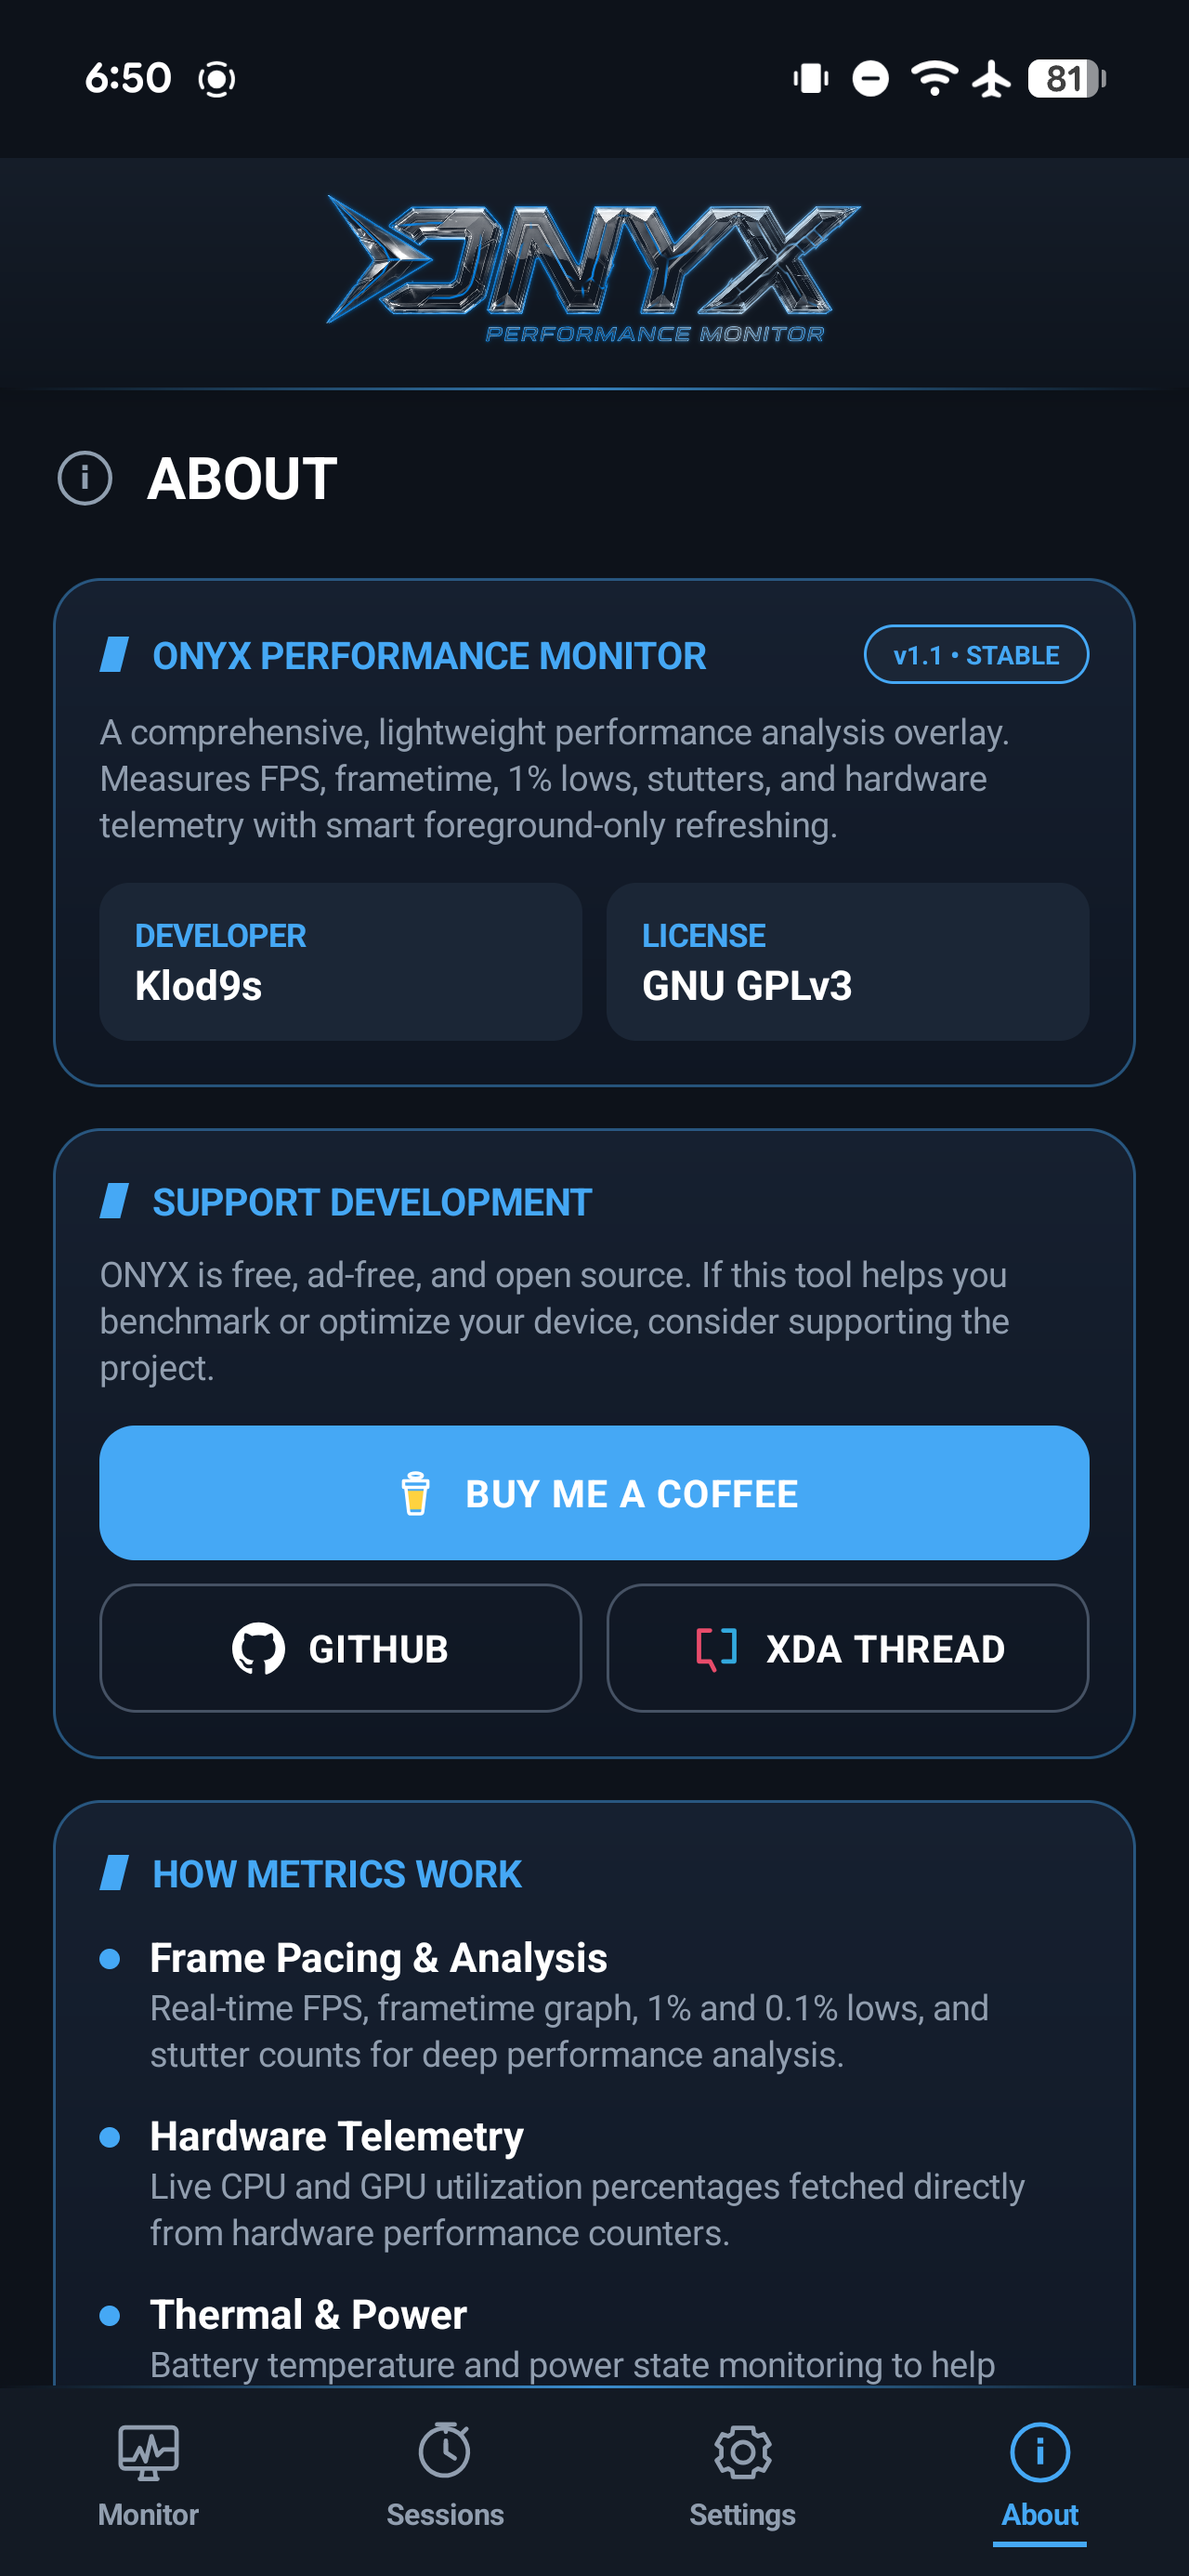 6:50
81
ONYX
PERFORMANCE MONITOR
ABOUT
ONYX PERFORMANCE MONITOR
v1.1 • STABLE
A comprehensive, lightweight performance analysis overlay.
Measures FPS, frametime, 1% lows, stutters, and hardware
telemetry with smart foreground-only refreshing.
DEVELOPER
Klod9s
LICENSE
GNU GPLv3
SUPPORT DEVELOPMENT
ONYX is free, ad-free, and open source. If this tool helps you
benchmark or optimize your device, consider supporting the
project.
BUY ME A COFFEE
GITHUB
XDA THREAD
HOW METRICS WORK
Frame Pacing & Analysis
Real-time FPS, frametime graph, 1% and 0.1% lows, and
stutter counts for deep performance analysis.
Hardware Telemetry
Live CPU and GPU utilization percentages fetched directly
from hardware performance counters.
Thermal & Power
Battery temperature and power state monitoring to help
Monitor
Sessions
Settings
About